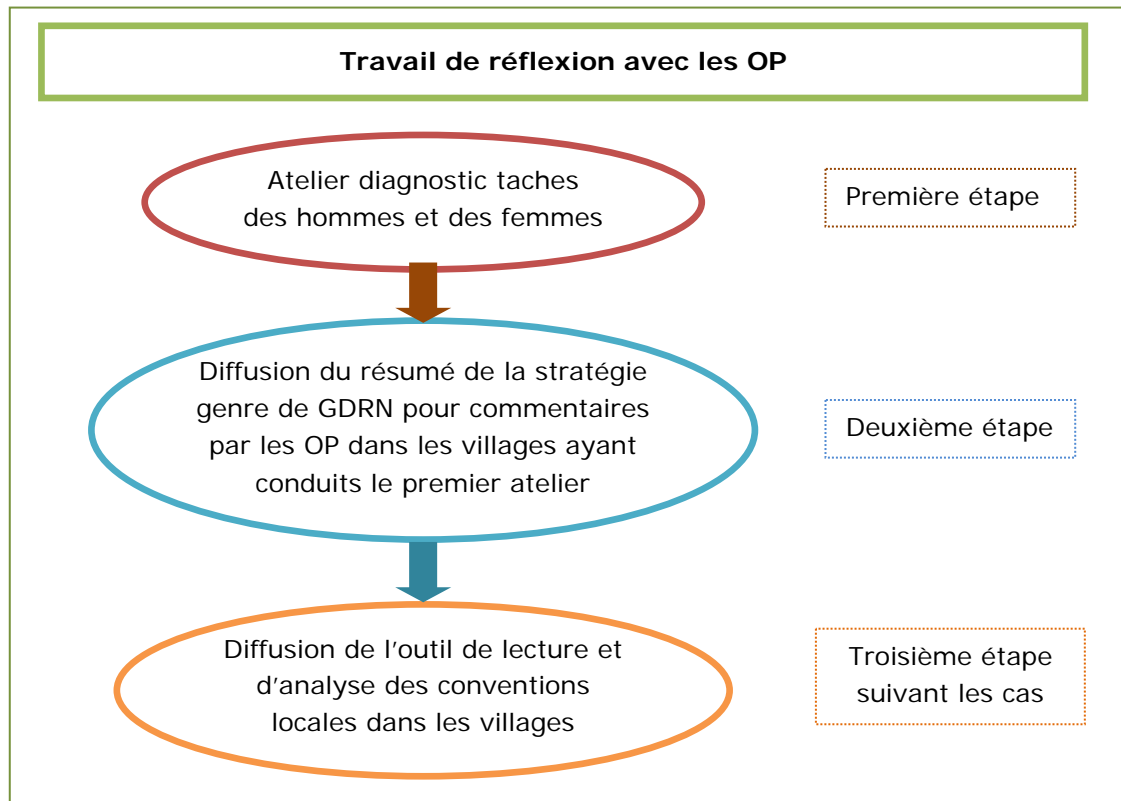 Travail de réflexion avec les OP
Atelier diagnostic taches
des hommes et des femmes
Première étape
Diffusion du résumé de la stratégie
genre de GDRN pour commentaires
par les OP dans les villages ayant
conduits le premier atelier
Deuxième étape
Diffusion de l'outil de lecture et
d'analyse des conventions
locales dans les villages
Troisième étape
suivant les cas